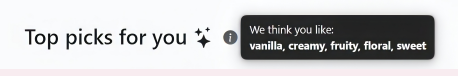 Top picks for you
We think you like:
vanilla, creamy, fruity, floral, sweet